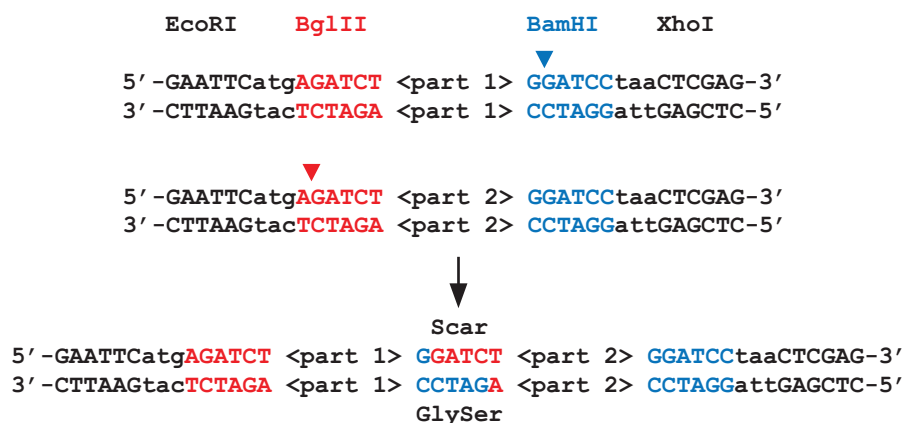 EcoRI BglII BamHI XhoI
5’-GAATTCatgAGATCT <part 1> GGATCCtaaCTCGAG-3’
3’-CTTAAGtacTCTAGA <part 1> CCTAGGattGAGCTC-5’
5’-GAATTCatgAGATCT <part 2> GGATCCtaaCTCGAG-3’
3’-CTTAAGtacTCTAGA <part 2> CCTAGGattGAGCTC-5’
Scar
5’-GAATTCatgAGATCT <part 1> GGATCT <part 2> GGATCCtaaCTCGAG-3’
3’-CTTAAGtacTCTAGA <part 1> CCTAGA <part 2> CCTAGGattGAGCTC-5’
GlySer